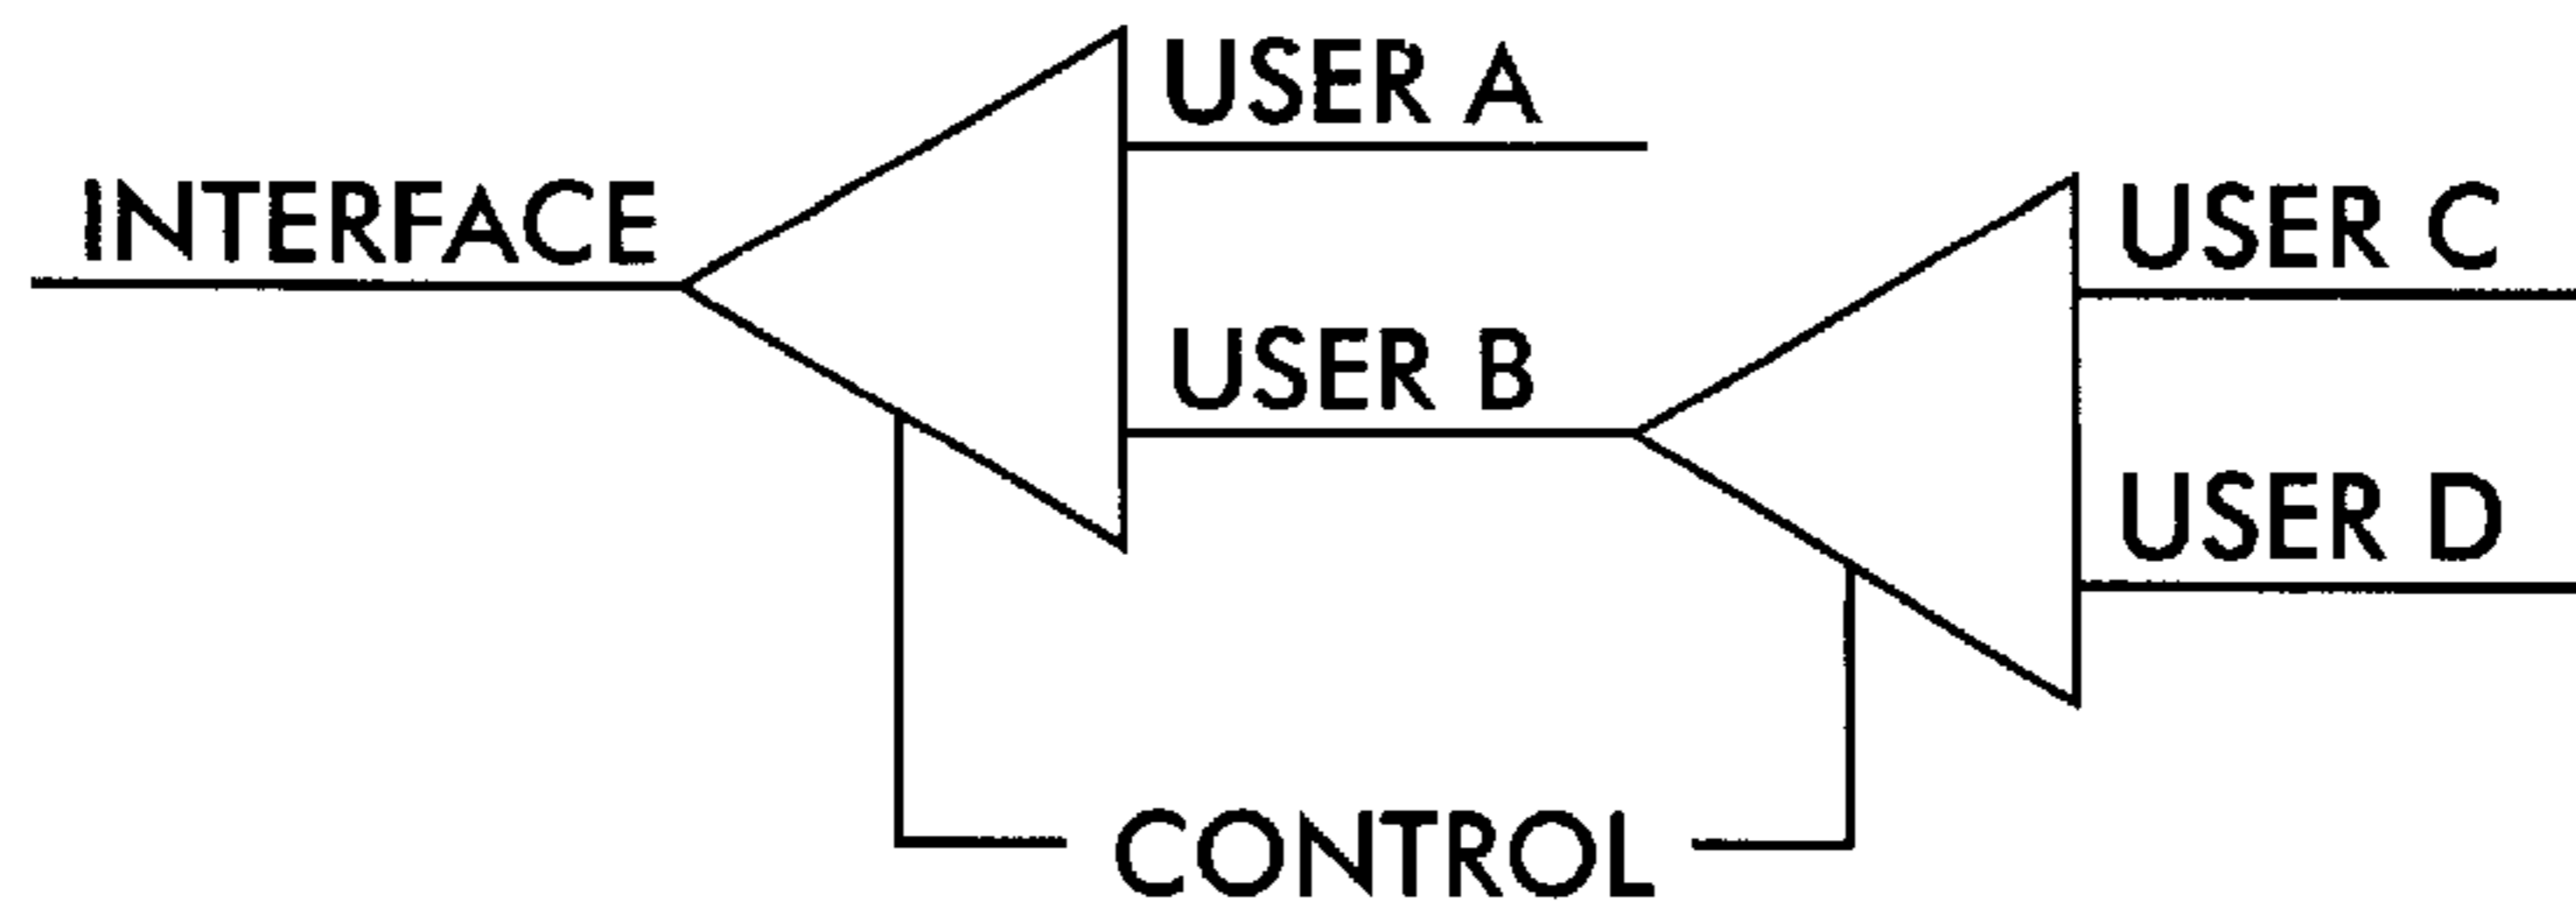 USER A
INTERFACE
USER C
USER B
USER D
CONTROL